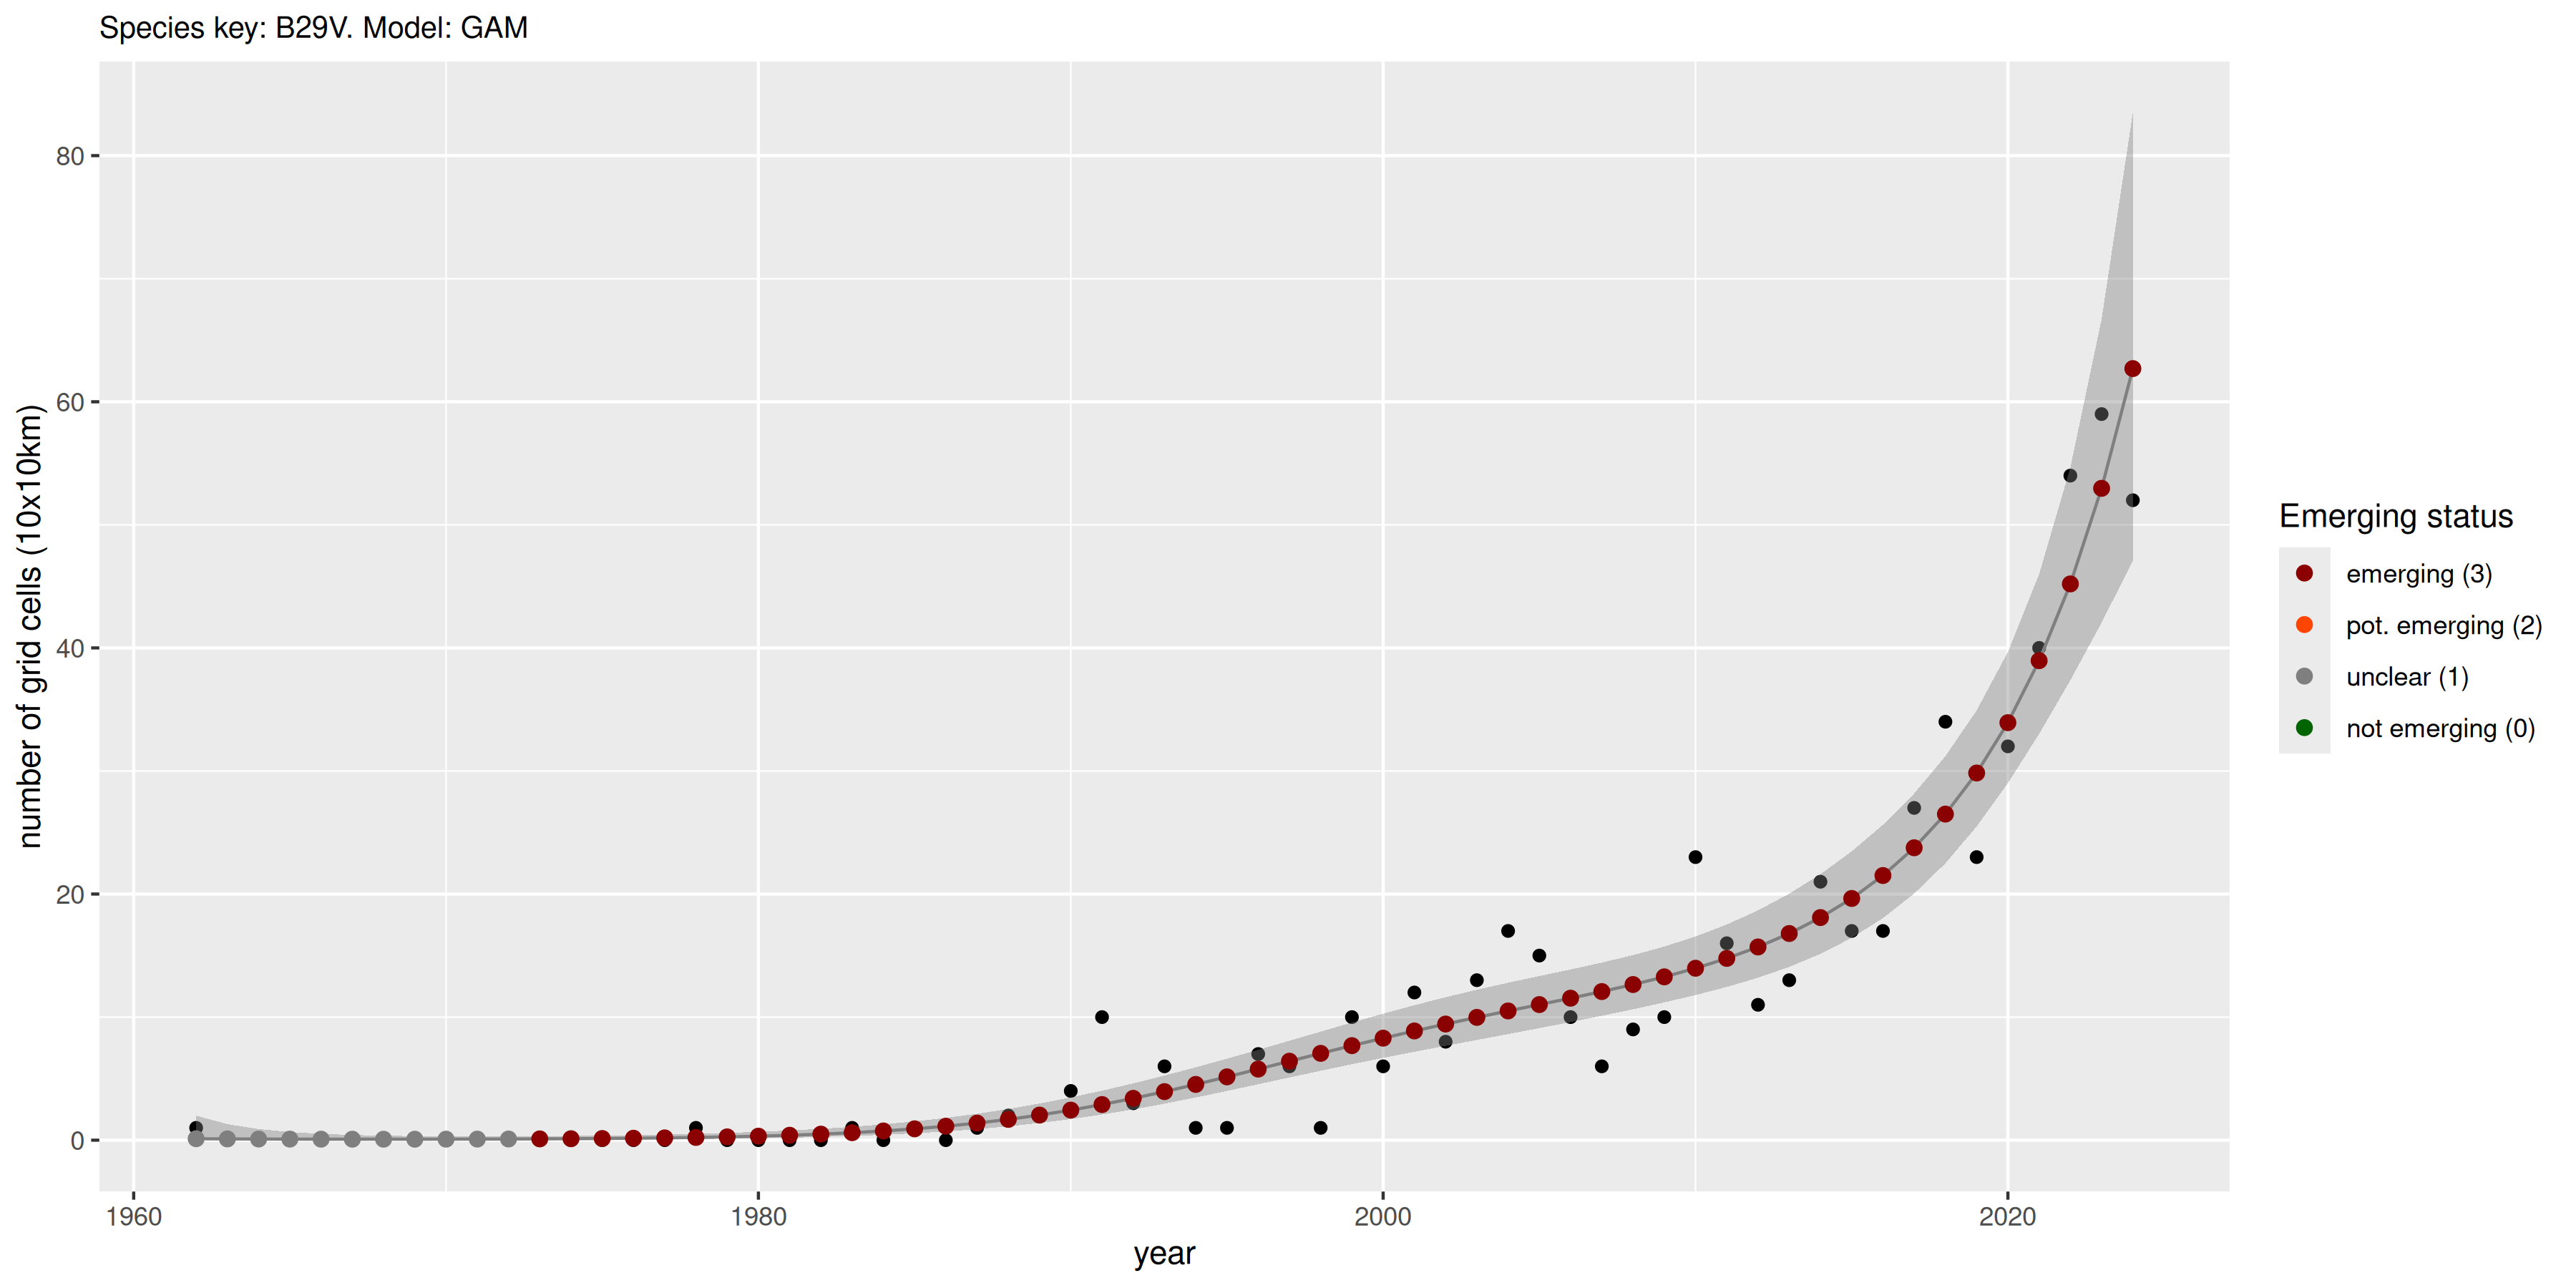 Species key: B29V. Model: GAM
number of grid cells (10x10km)
80
60
40
20
0
1960
1980
2000
2020
year
Emerging status
emerging (3)
pot. emerging (2)
unclear (1)
not emerging (0)